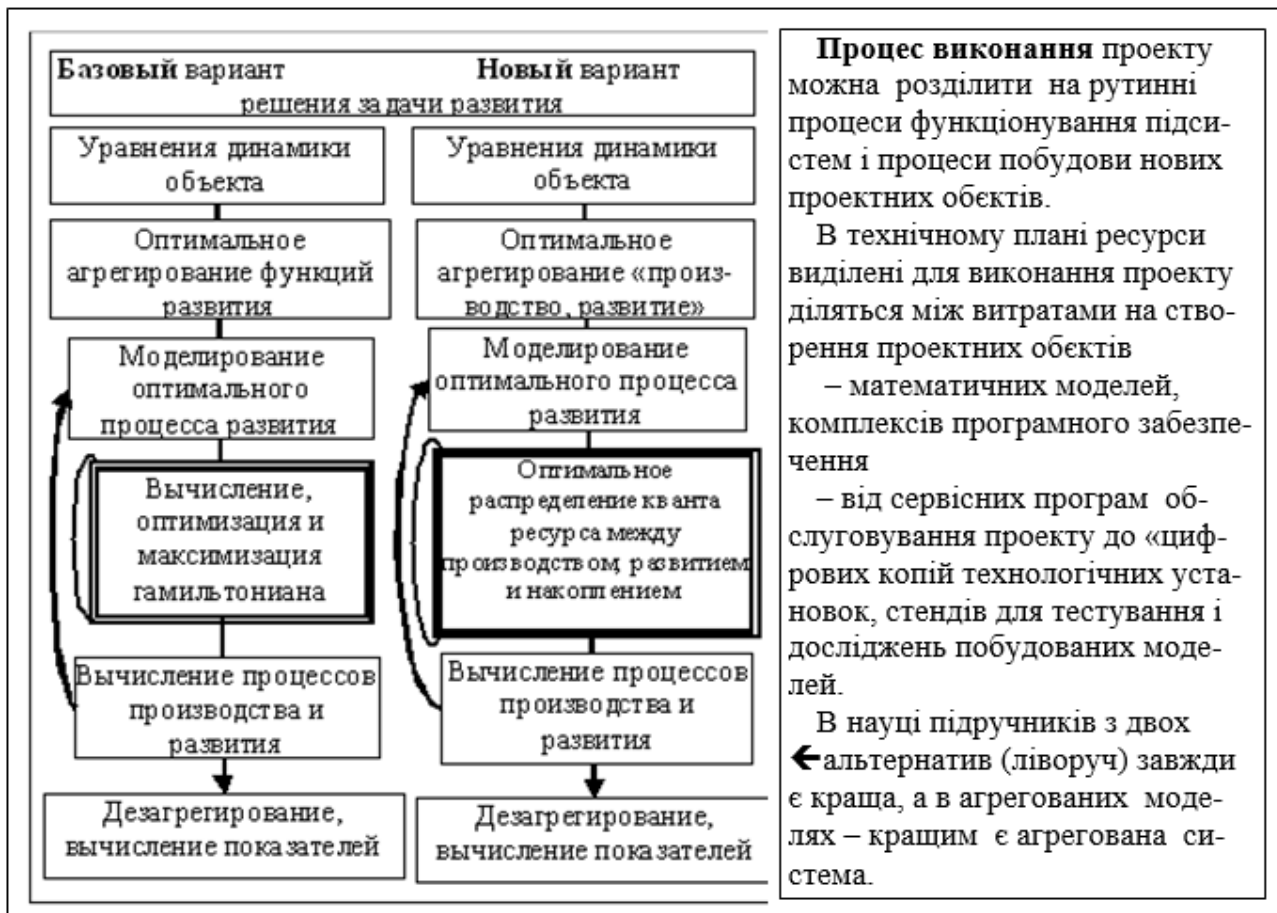 Базовый вариант Новый вариант
решения задачи развития
Уравнения динамики
объекта
Оптимальное
агрегирование функций
развития
Моделирование
оптимального
процесса развития
Вычисление,
оптимизация и
максимизация
гамильтониана
Вычисление процессов
производства и
развития
Дезагрегирование,
вычисление показателей
Уравнения динамики
объекта
Оптимальное
агрегирование «произ-
водство, развитие»
Моделирование
оптимального процесса
развития
Оптимальное
распределение кванта
ресурса между
производством, развитием
и накоплением
Вычисление процессов
производства и
развития
Дезагрегирование,
вычисление показателей
Процес виконання проекту
можна розділити на рутинні
процеси функціонування підси-
стем і процеси побудови нових
проектних обєктів.
В технічному плані ресурси
виділені для виконання проекту
діляться між витратами на ство-
рення проектних обєктів
– математичних моделей,
комплексів програмного забезпе-
чення
– від сервісних програм об-
слуговування проекту до «циф-
рових копій технологічних уста-
новок, стендів для тестування і
досліджень побудованих моде-
лей.
В науці підручників з двох
🡸альтернатив (ліворуч) завжди
є краща, а в агрегованих моде-
лях – кращим є агрегована си-
стема.